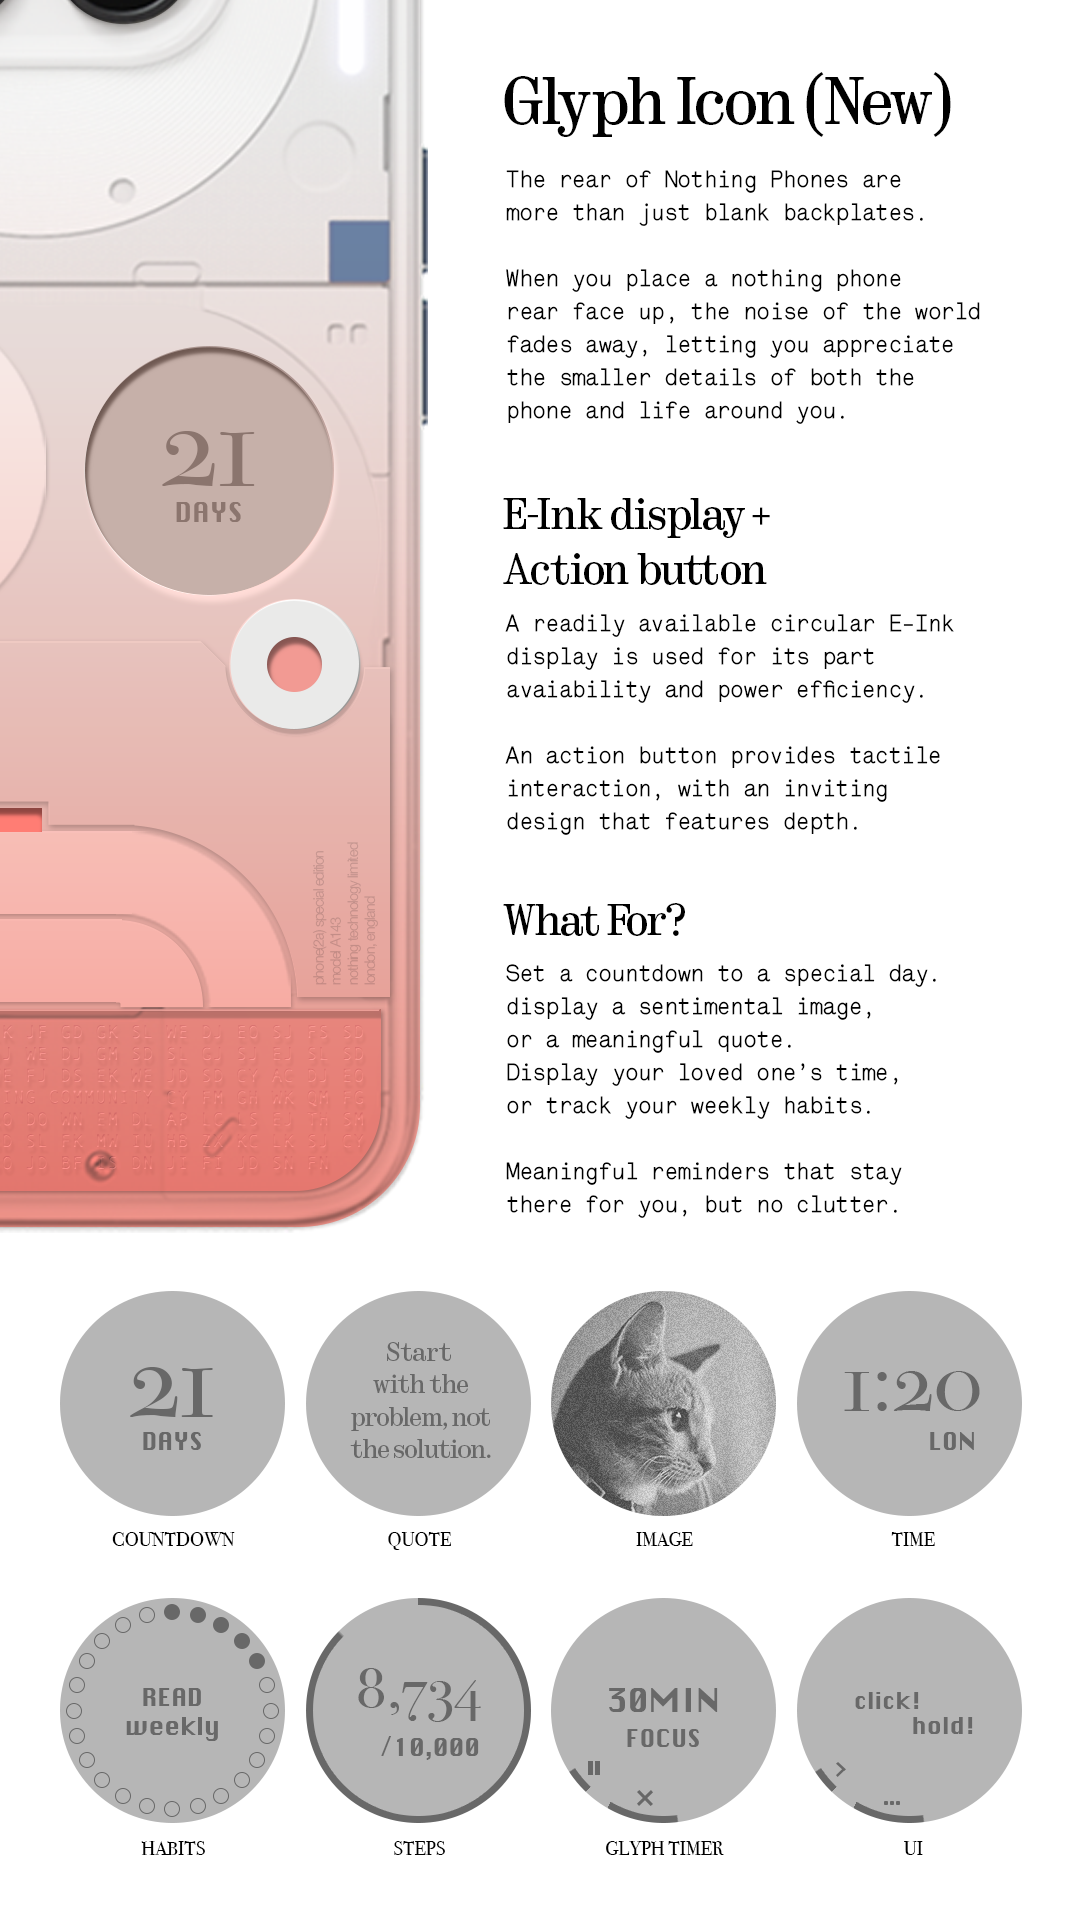 Glyph Icon (New)
The rear of Nothing Phones are
more than just blank backplates.
When you place a nothing phone
rear face up, the noise of the world
fades away, letting you appreciate
the smaller details of both the
phone and life around you.
21
DAYS
E-Ink display +
Action button
A readily available circular E-Ink
display is used for its part
avaiability and power efficiency.
An action button provides tactile
interaction, with an inviting
design that features depth.
phone(2a) special edition
model A143
nothing technology limited
london, england
What For?
Set a countdown to a special day.
display a sentimental image,
or a meaningful quote.
Display your loved one's time,
or track your weekly habits.
Meaningful reminders that stay
there for you, but no clutter.
COMMUNITY
21
DAYS
COUNTDOWN
Start
with the
problem, not
the solution.
QUOTE
IMAGE
1:20
LON
TIME
READ
weekly
HABITS
8,734
/10,000
STEPS
30MIN
FOCUS
GLYPH TIMER
click!
hold!
...
UI